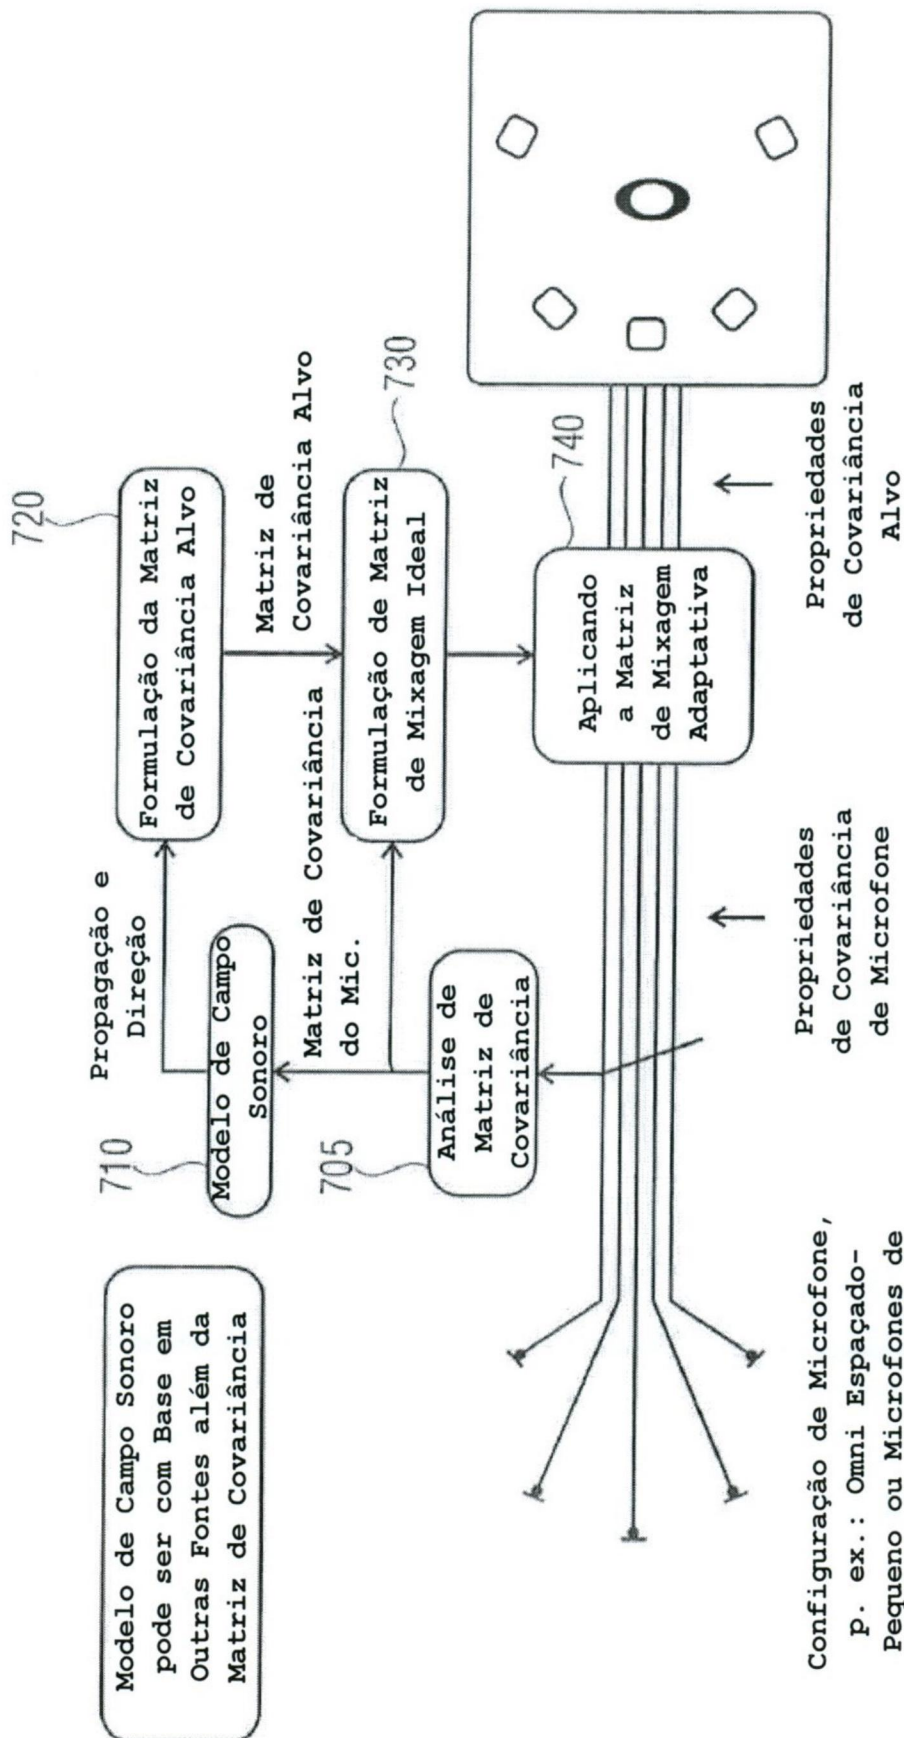 Modelo de Campo Sonoro
pode ser com Base em
Outras Fontes além da
Matriz de Covariância
710
Modelo de Campo
Sonoro
Propagação e
Direção
720
Formulação da Matriz
de Covariância Alvo
Matriz de
Covariância Alvo
705
Análise de
Matriz de
Covariância
Matriz de Covariância
do Mic.
730
Formulação de Matriz
de Mixagem Ideal
740
Aplicando
a Matriz
de Mixagem
Adaptativa
Configuração de Microfone,
p. ex.: Omni Espaçado-
Pequeno ou Microfones de
Propriedades
de Covariância
de Microfone
Propriedades
de Covariância
Alvo